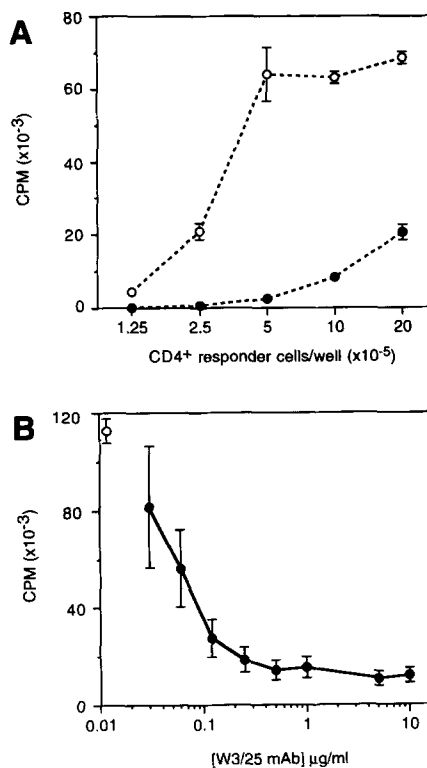 A
80
60
40
20
0
CPM (x10⁻³)
1.25 2.5 5 10 20
CD4⁺ responder cells/well (x10⁻⁵)
B
120
80
40
0
CPM (x10⁻³)
0.01 0.1 1 10
[W3/25 mAb] µg/ml